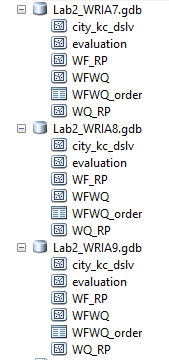 Lab2_WRIA7.gdb
city_kc_dslv
evaluation
WF_RP
WFWQ
WFWQ_order
WQ_RP
Lab2_WRIA8.gdb
city_kc_dslv
evaluation
WF_RP
WFWQ
WFWQ_order
WQ_RP
Lab2_WRIA9.gdb
city_kc_dslv
evaluation
WF_RP
WFWQ
WFWQ_order
WQ_RP